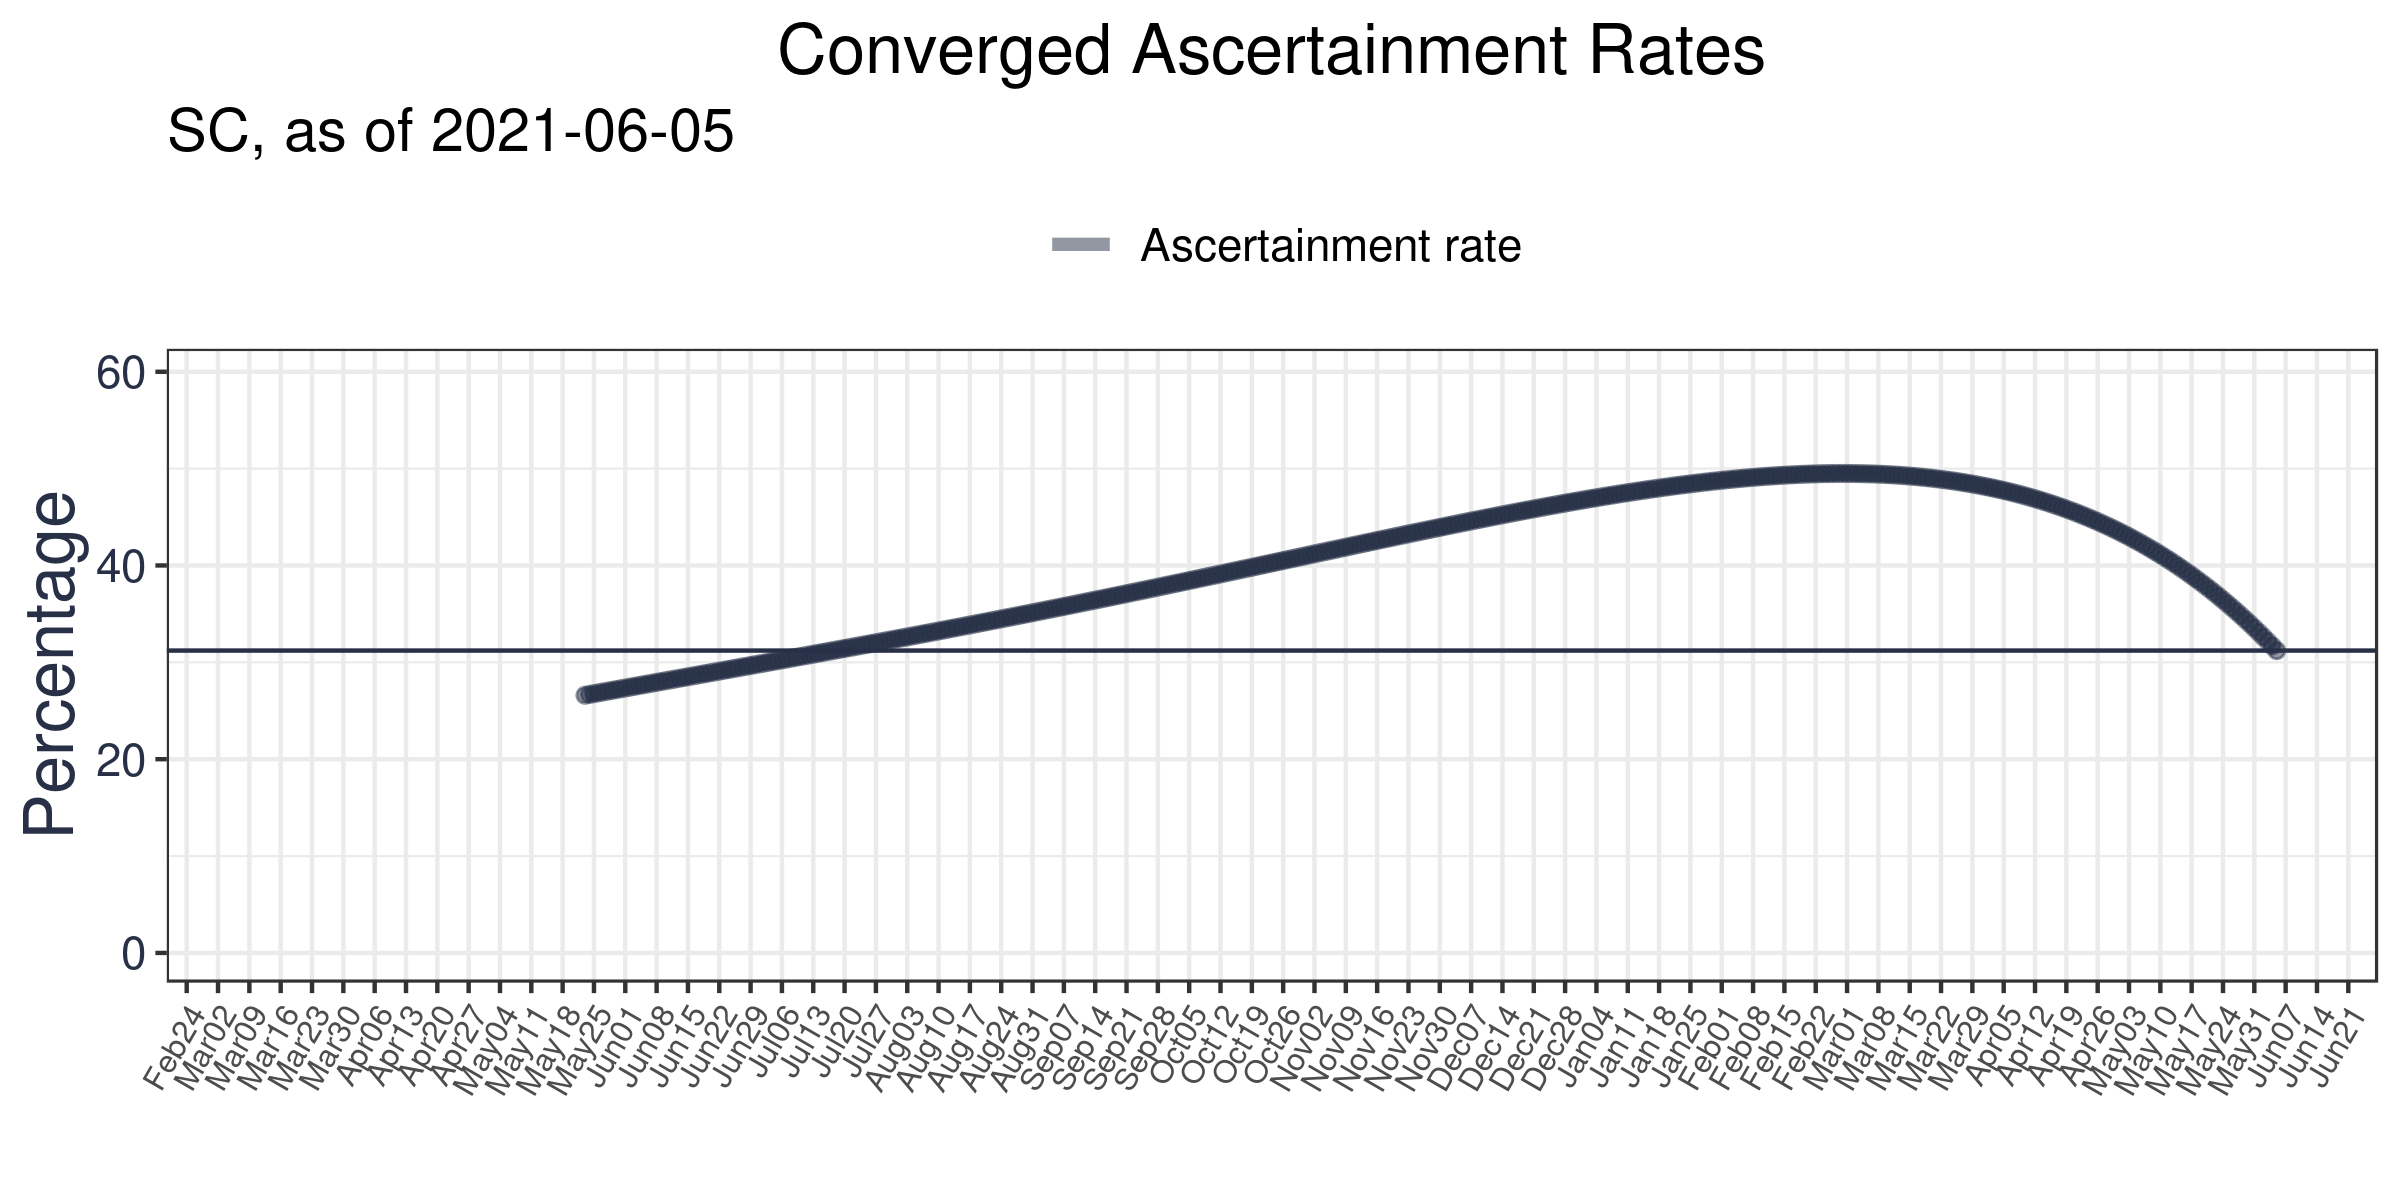 Converged Ascertainment Rates
SC, as of 2021-06-05
Ascertainment rate
Percentage
60
40
20
0
Feb24
Mar02
Mar09
Mar16
Mar23
Mar30
Apr06
Apr13
Apr20
Apr27
May04
May11
May18
May25
Jun01
Jun08
Jun15
Jun22
Jun29
Jul06
Jul13
Jul20
Jul27
Aug03
Aug10
Aug17
Aug24
Aug31
Sep07
Sep14
Sep21
Sep28
Oct05
Oct12
Oct19
Oct26
Nov02
Nov09
Nov16
Nov23
Nov30
Dec07
Dec14
Dec21
Dec28
Jan04
Jan11
Jan18
Jan25
Feb01
Feb08
Feb15
Feb22
Mar01
Mar08
Mar15
Mar22
Mar29
Apr05
Apr12
Apr19
Apr26
May03
May10
May17
May24
May31
Jun07
Jun14
Jun21